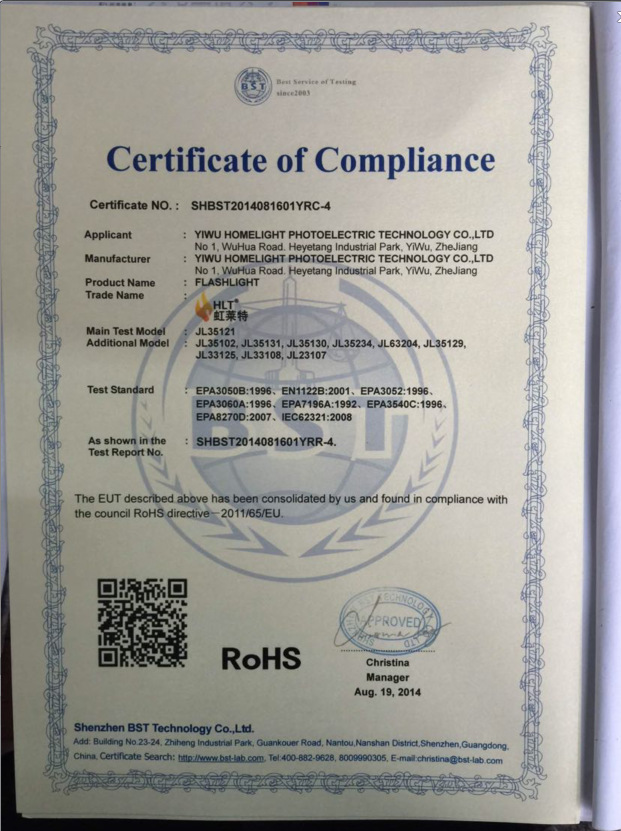 BST
Best Service of Testing
since2003
Certificate of Compliance
Certificate NO. : SHBST2014081601YRC-4
Applicant : YIWU HOMELIGHT PHOTOELECTRIC TECHNOLOGY CO.,LTD
No 1, WuHua Road. Heyetang Industrial Park, YiWu, ZheJiang
Manufacturer : YIWU HOMELIGHT PHOTOELECTRIC TECHNOLOGY CO.,LTD
No 1, WuHua Road. Heyetang Industrial Park, YiWu, ZheJiang
Product Name : FLASHLIGHT
Trade Name :
HLT®
虹莱特
Main Test Model : JL35121
Additional Model : JL35102, JL35131, JL35130, JL35234, JL63204, JL35129,
JL33125, JL33108, JL23107
Test Standard : EPA3050B:1996、EN1122B:2001、EPA3052:1996、
EPA3060A:1996、EPA7196A:1992、EPA3540C:1996、
EPA8270D:2007、IEC62321:2008
BST
As shown in the : SHBST2014081601YRR-4.
Test Report No.
The EUT described above has been consolidated by us and found in compliance with
the council RoHS directive－2011/65/EU.
APPROVED
RoHS
Christina
Manager
Aug. 19, 2014
Shenzhen BST Technology Co.,Ltd.
Add: Building No.23-24, Zhiheng Industrial Park, Guankouer Road, Nantou,Nanshan District,Shenzhen,Guangdong,
China, Certificate Search: http://www.bst-lab.com, Tel:400-882-9628, 8009990305, E-mail:christina@bst-lab.com